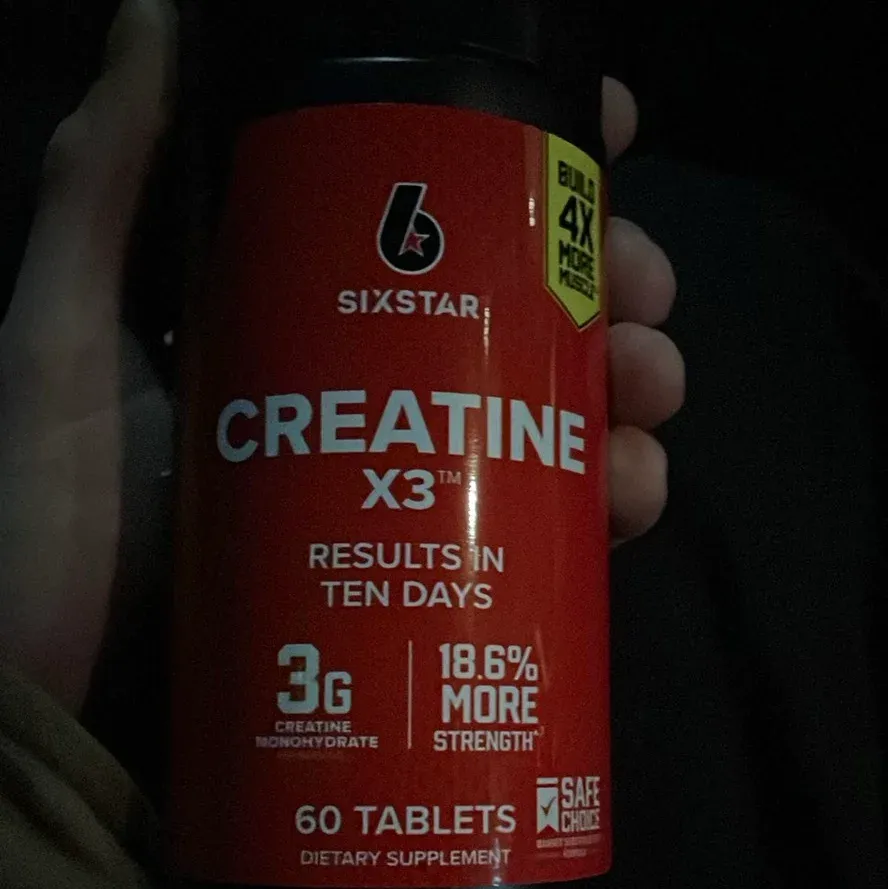 BUILD
4X
MORE
MUSCLE
6
SIXSTAR
CREATINE
X3™
RESULTS IN
TEN DAYS
3G
CREATINE
MONOHYDRATE
18.6%
MORE
STRENGTH
60 TABLETS
SAFE
CHOICE
DIETARY SUPPLEMENT